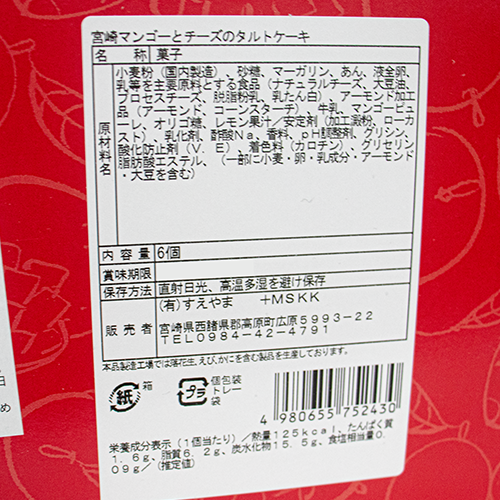 宮崎マンゴーとチーズのタルトケーキ
名 称 菓子
原材料名
小麦粉（国内製造）、砂糖、マーガリン、あん、液全卵、
乳等を主要原料とする食品（ナチュラルチーズ、大豆油、
プロセスチーズ、脱脂粉乳、乳たん白）、アーモンド加工
品（アーモンド、コーンスターチ）、牛乳、マンゴーピュ
ーレ、オリゴ糖、レモン果汁／安定剤（加工澱粉、ローカ
スト）、乳化剤、酢酸Na、香料、pH調整剤、グリシン、
酸化防止剤（V．E）、着色料（カロチン）、グリセリン
脂肪酸エステル、（一部に小麦・卵・乳成分・アーモンド
・大豆を含む）
内容量 6個
賞味期限
保存方法 直射日光、高温多湿を避け保存
販売者
（有）すえやま　＋MSKK
宮崎県西諸県郡高原町広原5993－22
TEL0984－42－4791
本品製造工場では落花生、えび、かにを含む製品を生産しております。
紙 箱
プラ 個包装
トレー
袋
4 980655 752430
栄養成分表示（1個当たり）／熱量125kcal、たんぱく質
1．6g、脂質6．2g、炭水化物15．5g、食塩相当量0．
09g／（推定値）
日
め